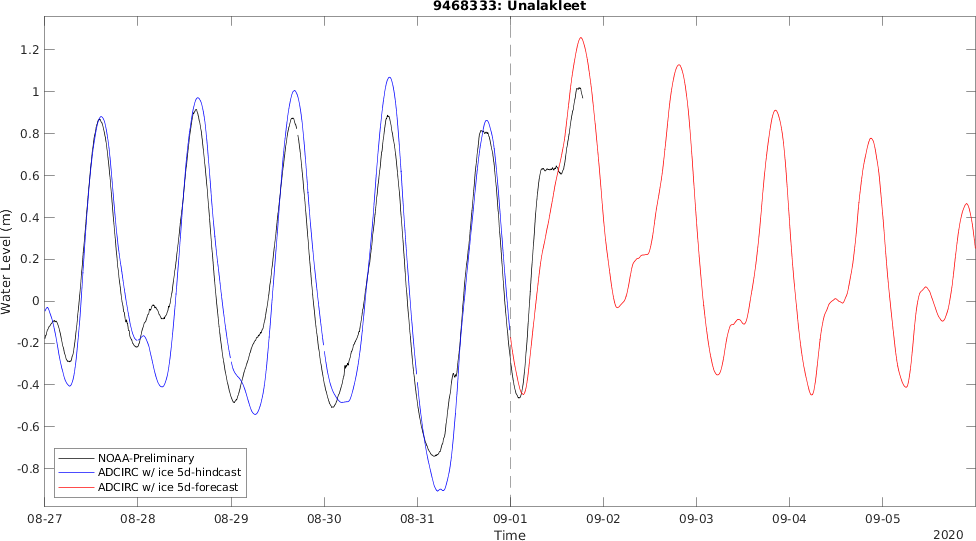 9468333: Unalakleet
Water Level (m)
1.2
1
0.8
0.6
0.4
0.2
0
-0.2
-0.4
-0.6
-0.8
NOAA-Preliminary
ADCIRC w/ ice 5d-hindcast
ADCIRC w/ ice 5d-forecast
08-27 08-28 08-29 08-30 08-31 09-01 09-02 09-03 09-04 09-05
Time
2020